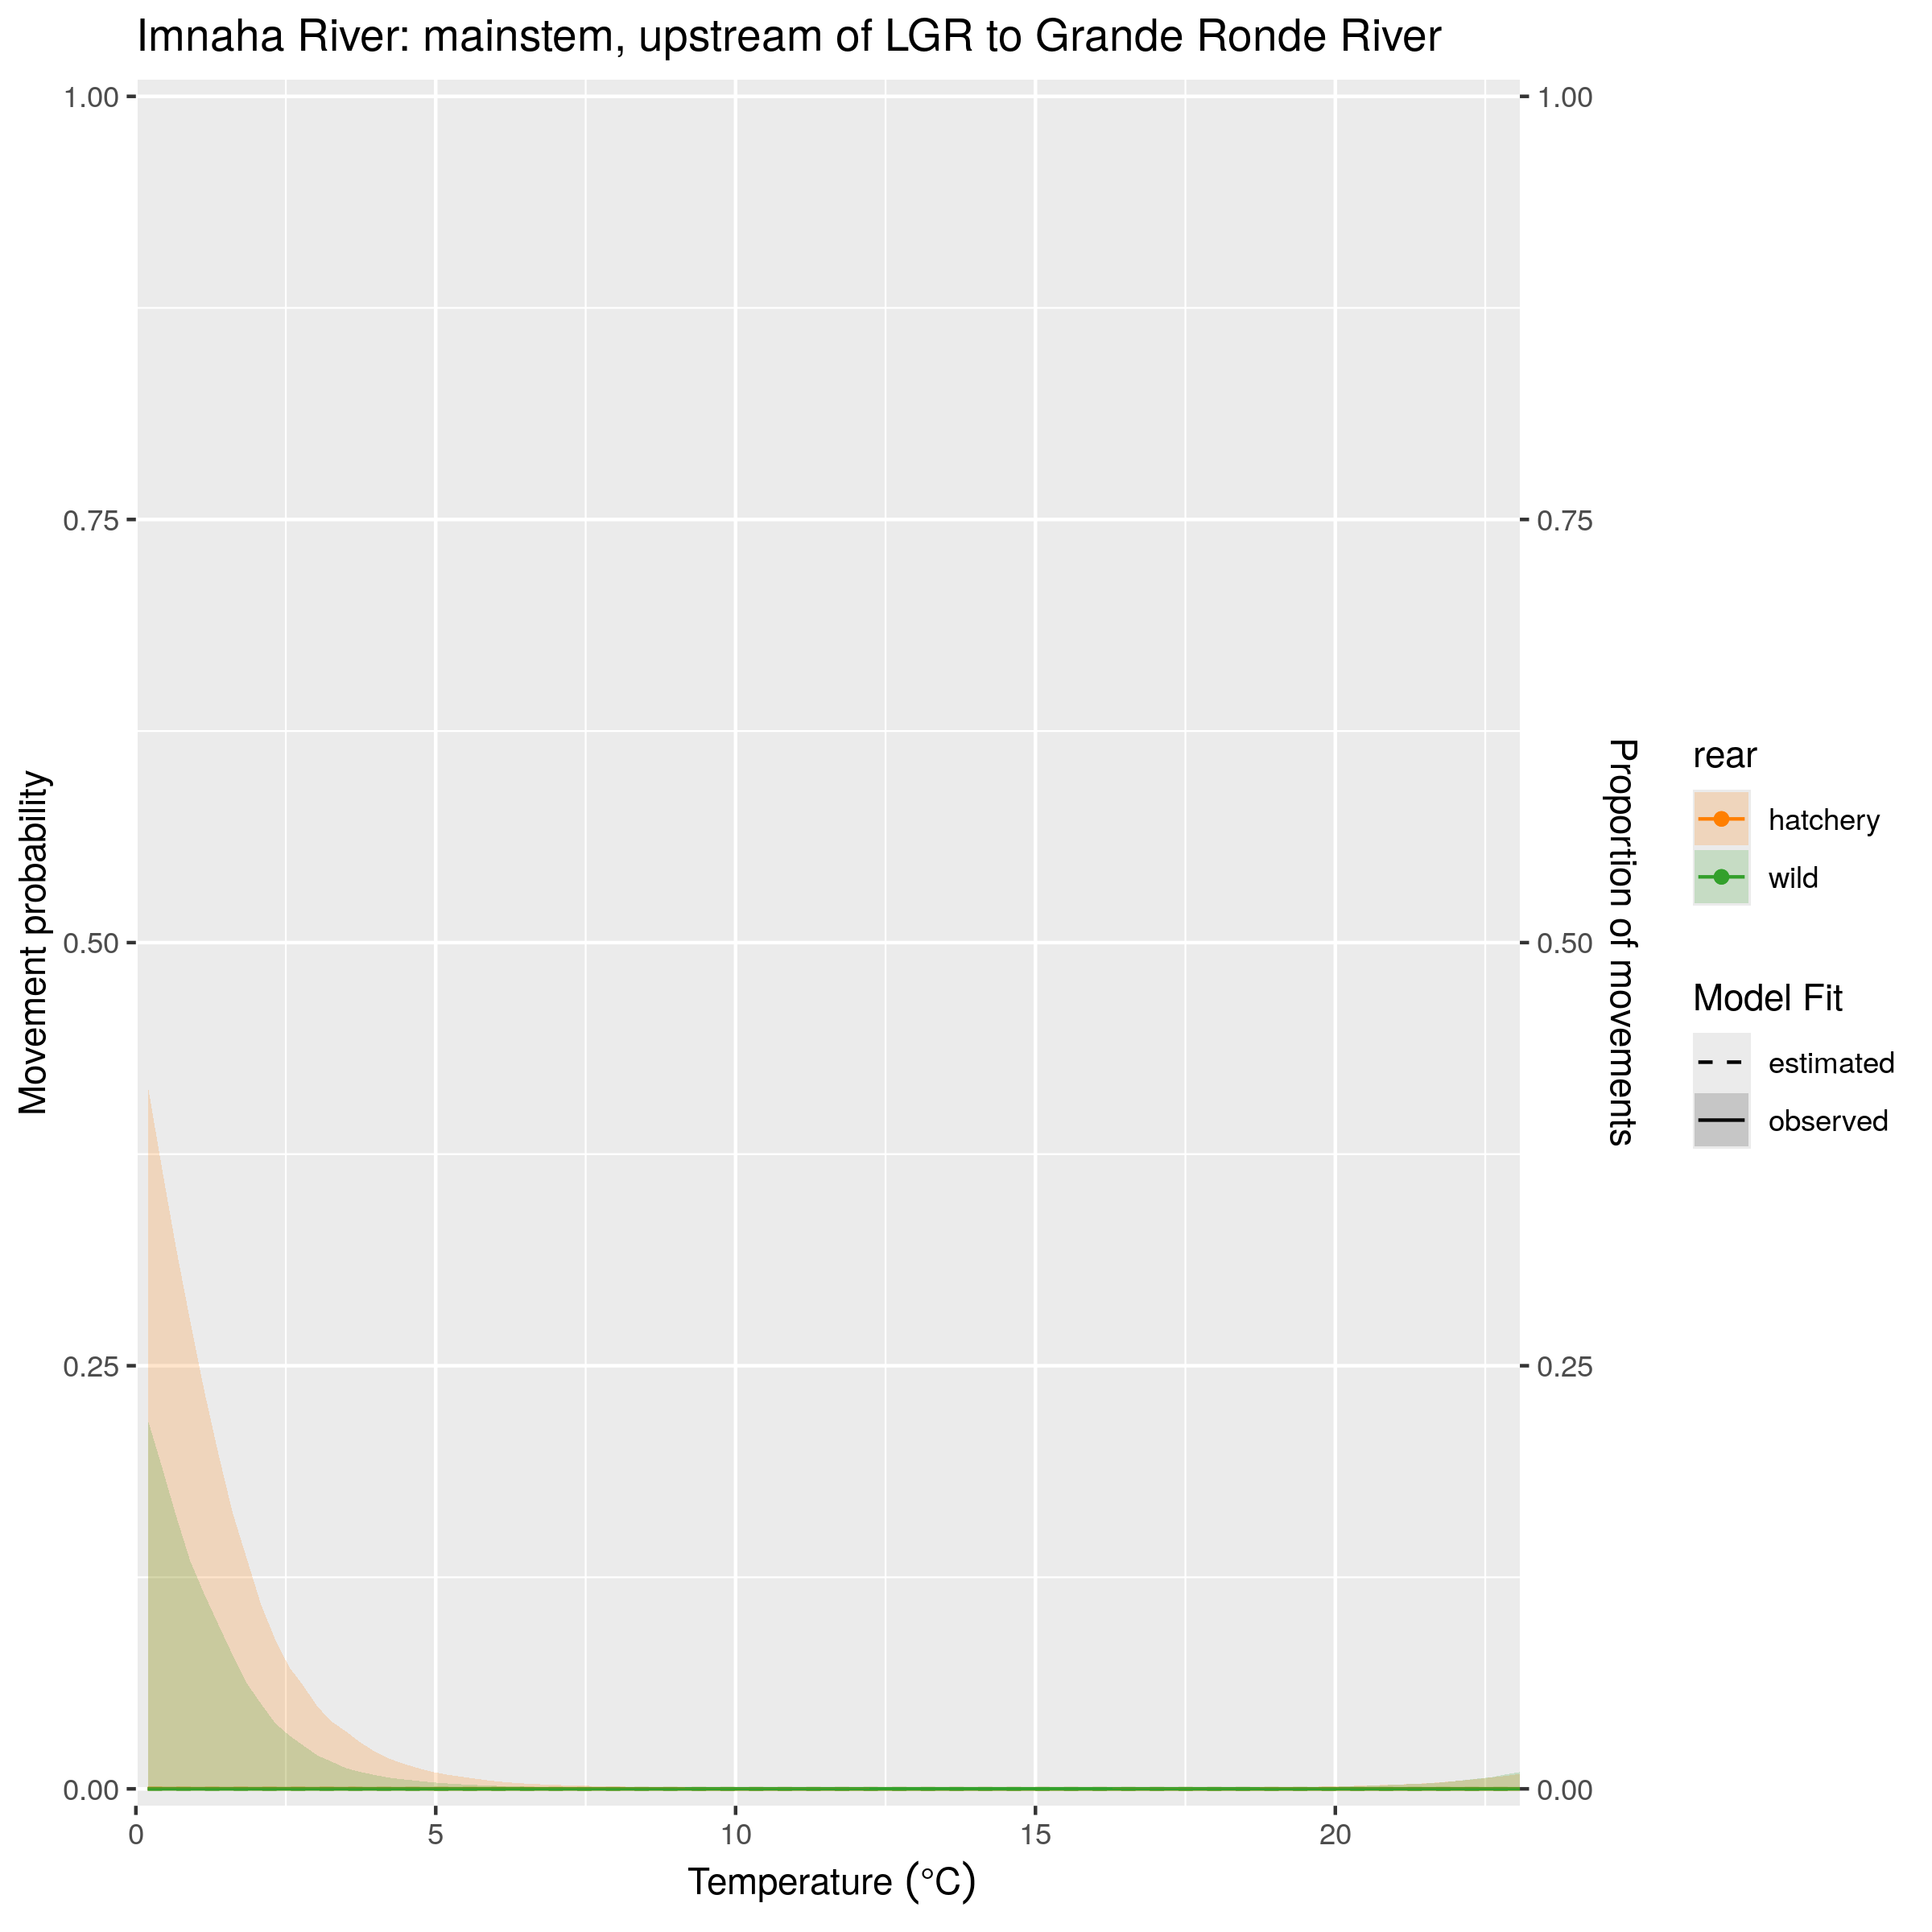 Imnaha River: mainstem, upstream of LGR to Grande Ronde River
1.00
0.75
0.50
0.25
0.00
Movement probability
0
5
10
15
20
Temperature (°C)
1.00
0.75
0.50
0.25
0.00
Proportion of movements
rear
hatchery
wild
Model Fit
estimated
observed